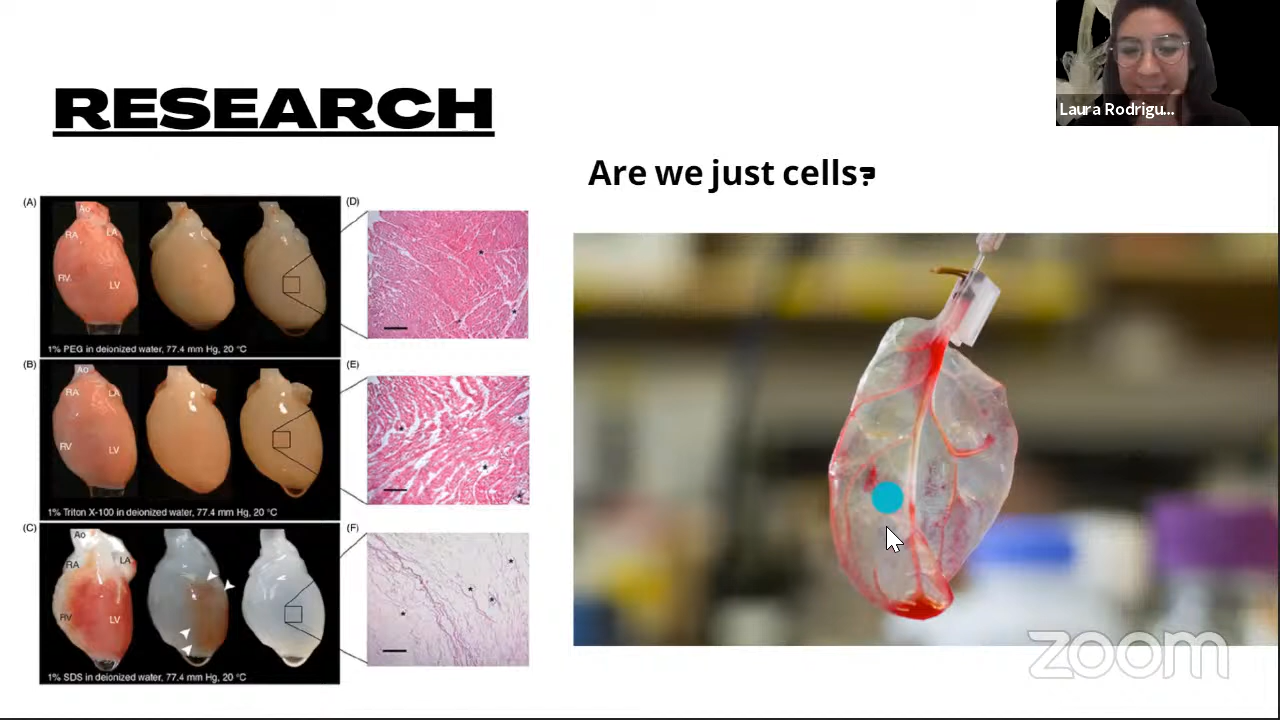 Laura Rodrigu...
RESEARCH
Are we just cells?
(A)
Ao
RA
LA
RV
LV
1% PEG in deionized water, 77.4 mm Hg, 20 °C
(D)
(B)
Ao
RA
LA
RV
LV
1% Triton X-100 in deionized water, 77.4 mm Hg, 20 °C
(E)
(C)
Ao
RA
LA
RV
LV
1% SDS in deionized water, 77.4 mm Hg, 20 °C
(F)
zoom